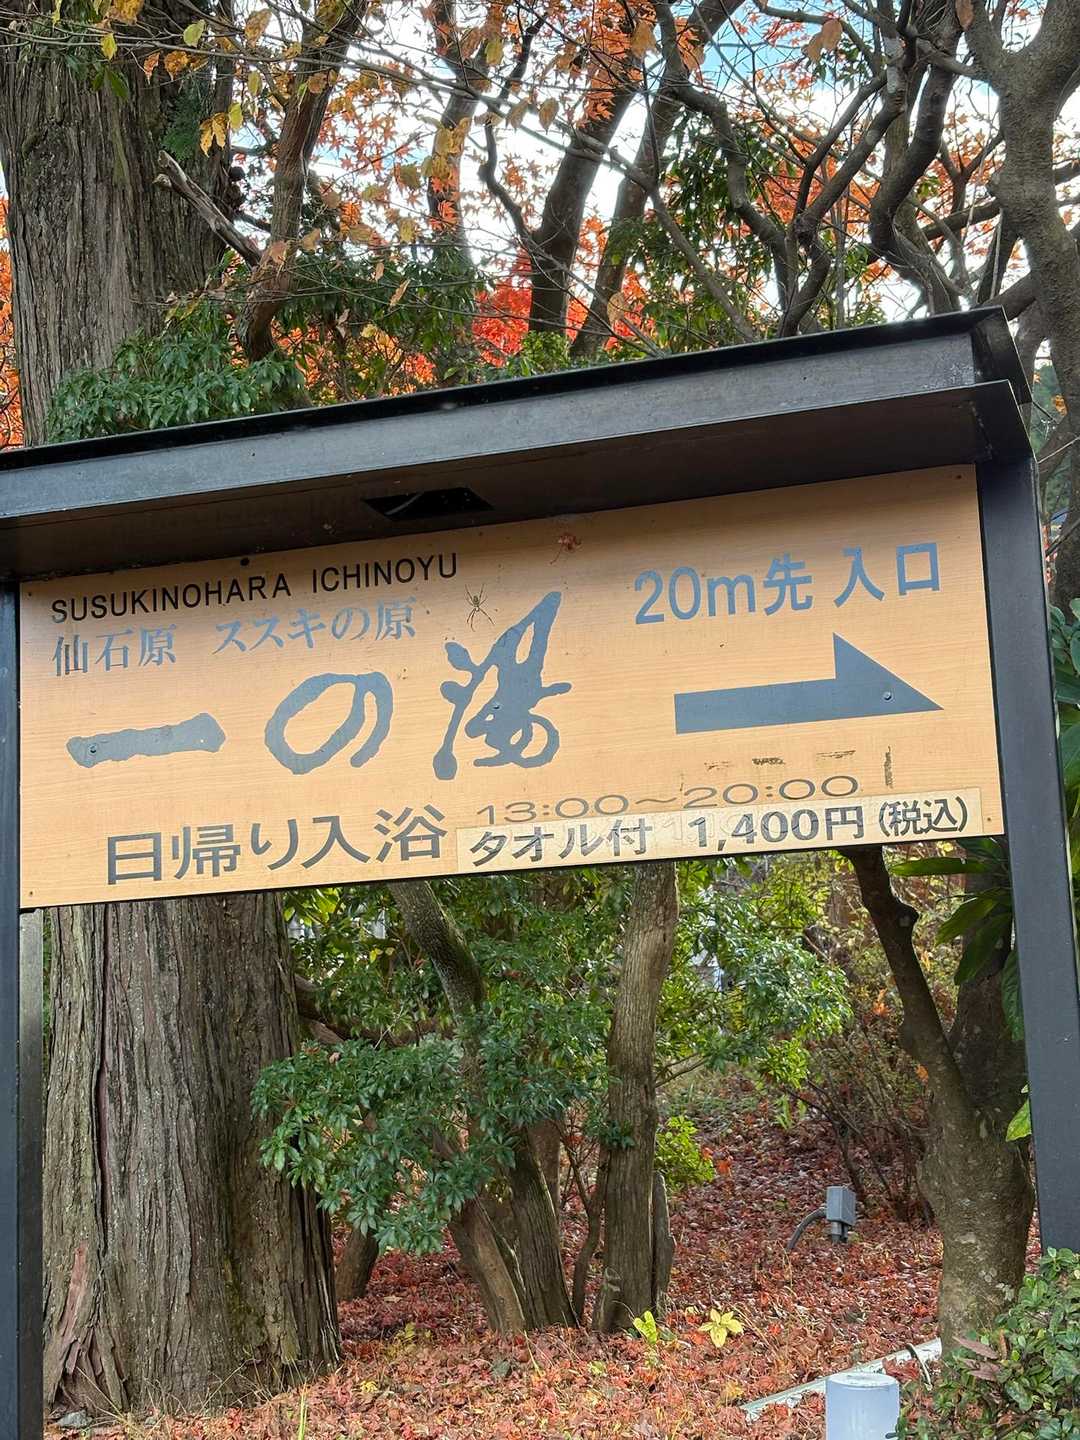 SUSUKINOHARA ICHINOYU
仙石原 ススキの原
一の湯
20m先 入口
日帰り入浴
13:00～20:00
タオル付 1,400円(税込)